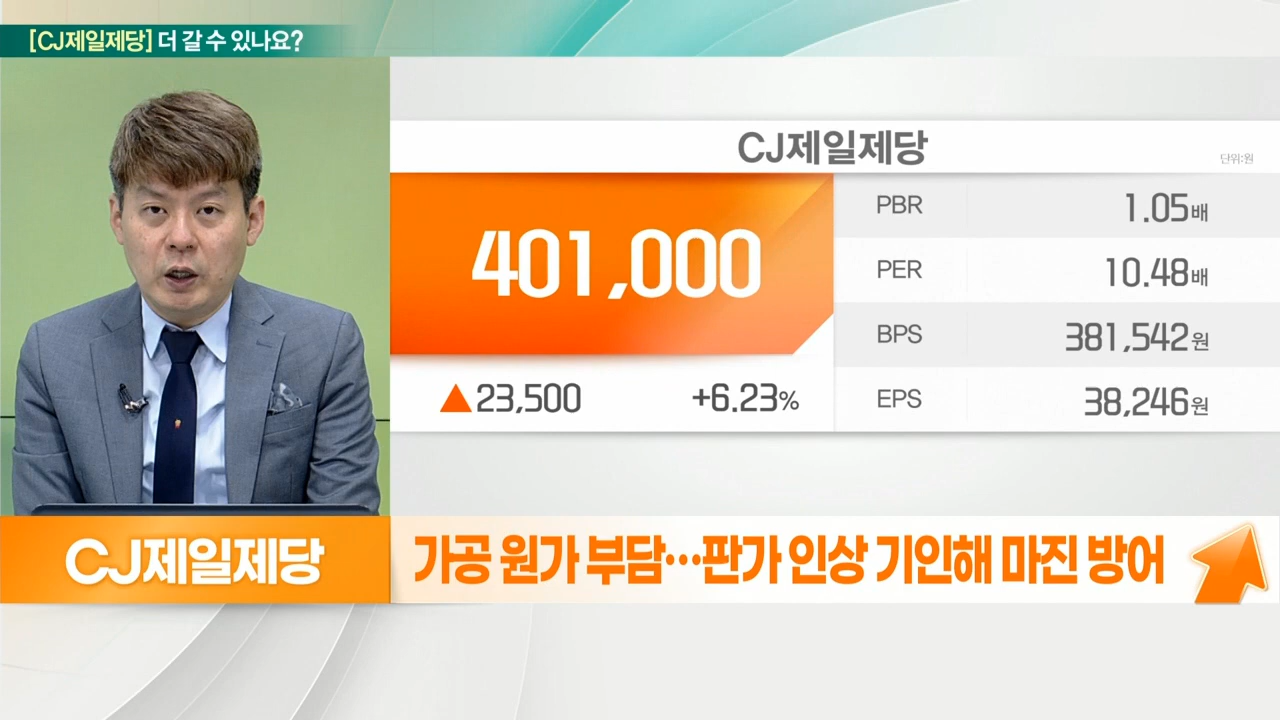 [CJ제일제당] 더 갈 수 있나요?
CJ제일제당
단위:원
401,000
▲23,500 +6.23%
PBR 1.05배
PER 10.48배
BPS 381,542원
EPS 38,246원
CJ제일제당
가공 원가 부담…판가 인상 기인해 마진 방어